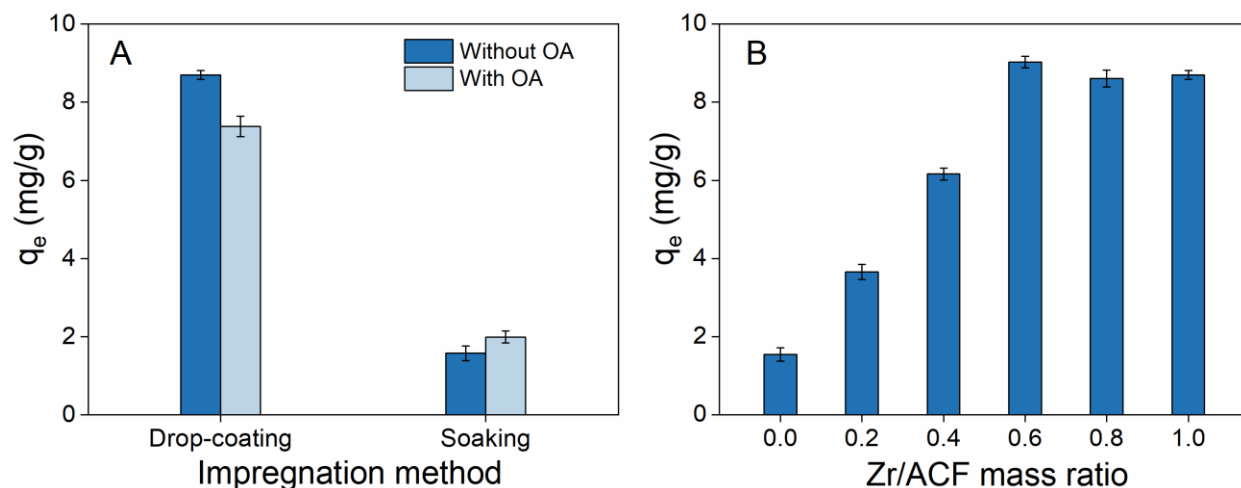 A
Without OA
With OA
10
8
6
4
2
0
qe (mg/g)
Drop-coating Soaking
Impregnation method
B
10
8
6
4
2
0
qe (mg/g)
0.0 0.2 0.4 0.6 0.8 1.0
Zr/ACF mass ratio